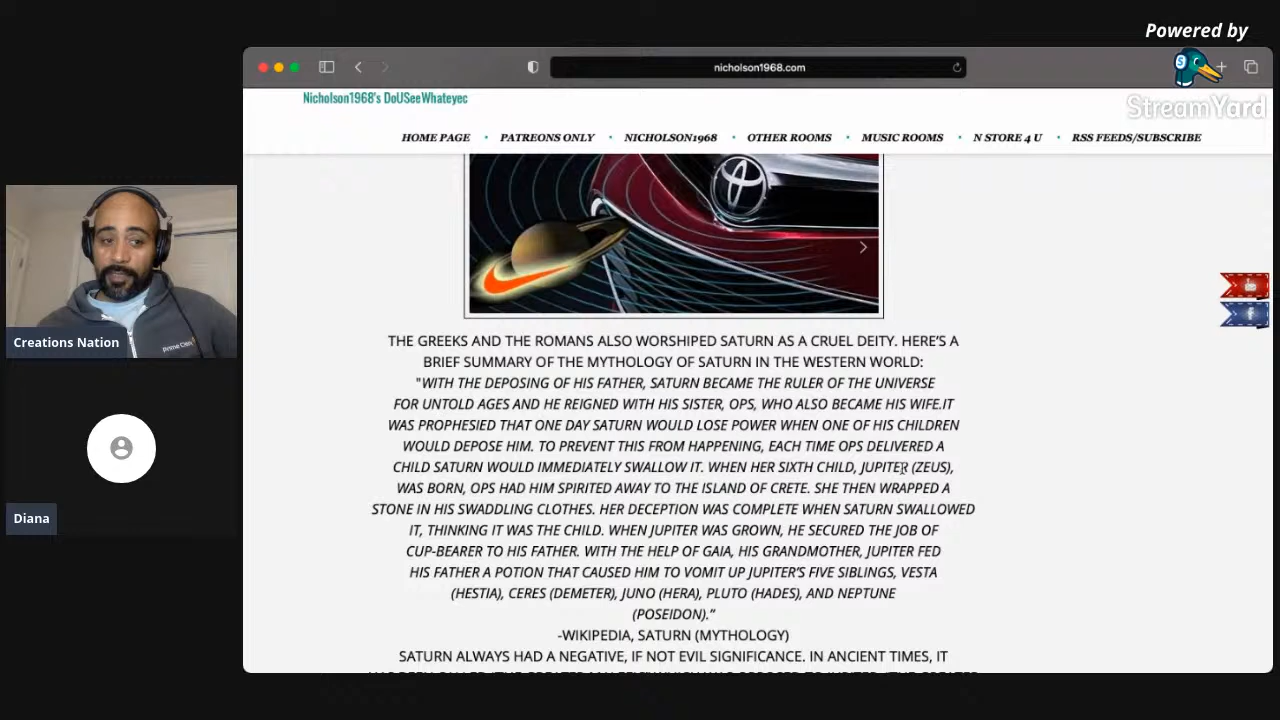 Powered by
StreamYard
nicholson1968.com
Nicholson1968's DoUSeeWhateyec
HOME PAGE • PATREONS ONLY • NICHOLSON1968 • OTHER ROOMS • MUSIC ROOMS • N STORE 4 U • RSS FEEDS/SUBSCRIBE
THE GREEKS AND THE ROMANS ALSO WORSHIPED SATURN AS A CRUEL DEITY. HERE'S A
BRIEF SUMMARY OF THE MYTHOLOGY OF SATURN IN THE WESTERN WORLD:
"WITH THE DEPOSING OF HIS FATHER, SATURN BECAME THE RULER OF THE UNIVERSE
FOR UNTOLD AGES AND HE REIGNED WITH HIS SISTER, OPS, WHO ALSO BECAME HIS WIFE.IT
WAS PROPHESIED THAT ONE DAY SATURN WOULD LOSE POWER WHEN ONE OF HIS CHILDREN
WOULD DEPOSE HIM. TO PREVENT THIS FROM HAPPENING, EACH TIME OPS DELIVERED A
CHILD SATURN WOULD IMMEDIATELY SWALLOW IT. WHEN HER SIXTH CHILD, JUPITER (ZEUS),
WAS BORN, OPS HAD HIM SPIRITED AWAY TO THE ISLAND OF CRETE. SHE THEN WRAPPED A
STONE IN HIS SWADDLING CLOTHES. HER DECEPTION WAS COMPLETE WHEN SATURN SWALLOWED
IT, THINKING IT WAS THE CHILD. WHEN JUPITER WAS GROWN, HE SECURED THE JOB OF
CUP-BEARER TO HIS FATHER. WITH THE HELP OF GAIA, HIS GRANDMOTHER, JUPITER FED
HIS FATHER A POTION THAT CAUSED HIM TO VOMIT UP JUPITER'S FIVE SIBLINGS, VESTA
(HESTIA), CERES (DEMETER), JUNO (HERA), PLUTO (HADES), AND NEPTUNE
(POSEIDON)."
-WIKIPEDIA, SATURN (MYTHOLOGY)
SATURN ALWAYS HAD A NEGATIVE, IF NOT EVIL SIGNIFICANCE. IN ANCIENT TIMES, IT
Creations Nation
Diana